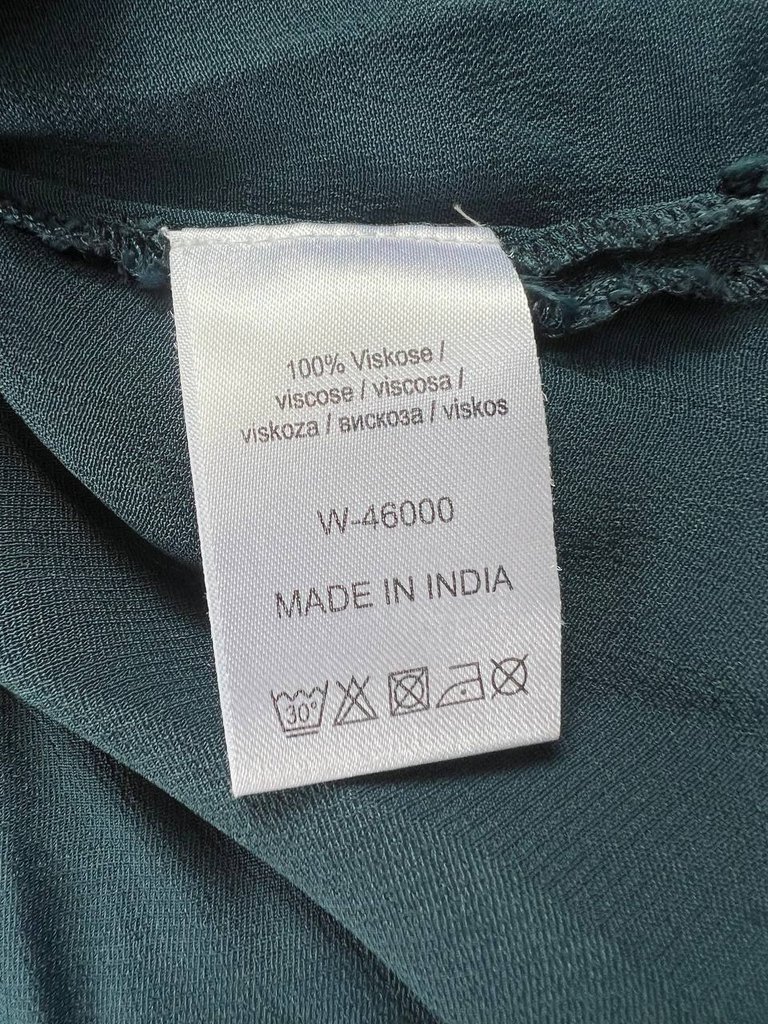 100% Viskose /
viscose / viscosa /
viskoza / вискоза / viskos
W-46000
MADE IN INDIA
30°